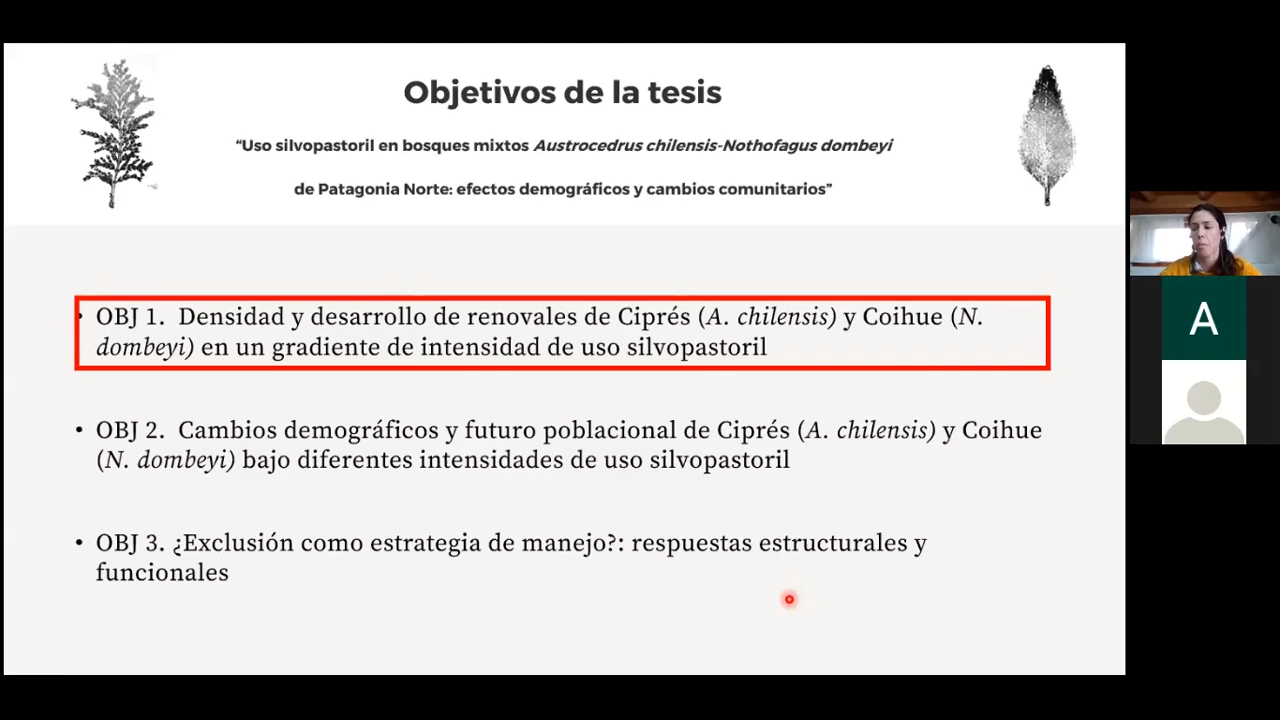 Objetivos de la tesis
“Uso silvopastoril en bosques mixtos Austrocedrus chilensis-Nothofagus dombeyi
de Patagonia Norte: efectos demográficos y cambios comunitarios”
• OBJ 1. Densidad y desarrollo de renovales de Ciprés (A. chilensis) y Coihue (N.
dombeyi) en un gradiente de intensidad de uso silvopastoril
• OBJ 2. Cambios demográficos y futuro poblacional de Ciprés (A. chilensis) y Coihue
(N. dombeyi) bajo diferentes intensidades de uso silvopastoril
• OBJ 3. ¿Exclusión como estrategia de manejo?: respuestas estructurales y
funcionales
A